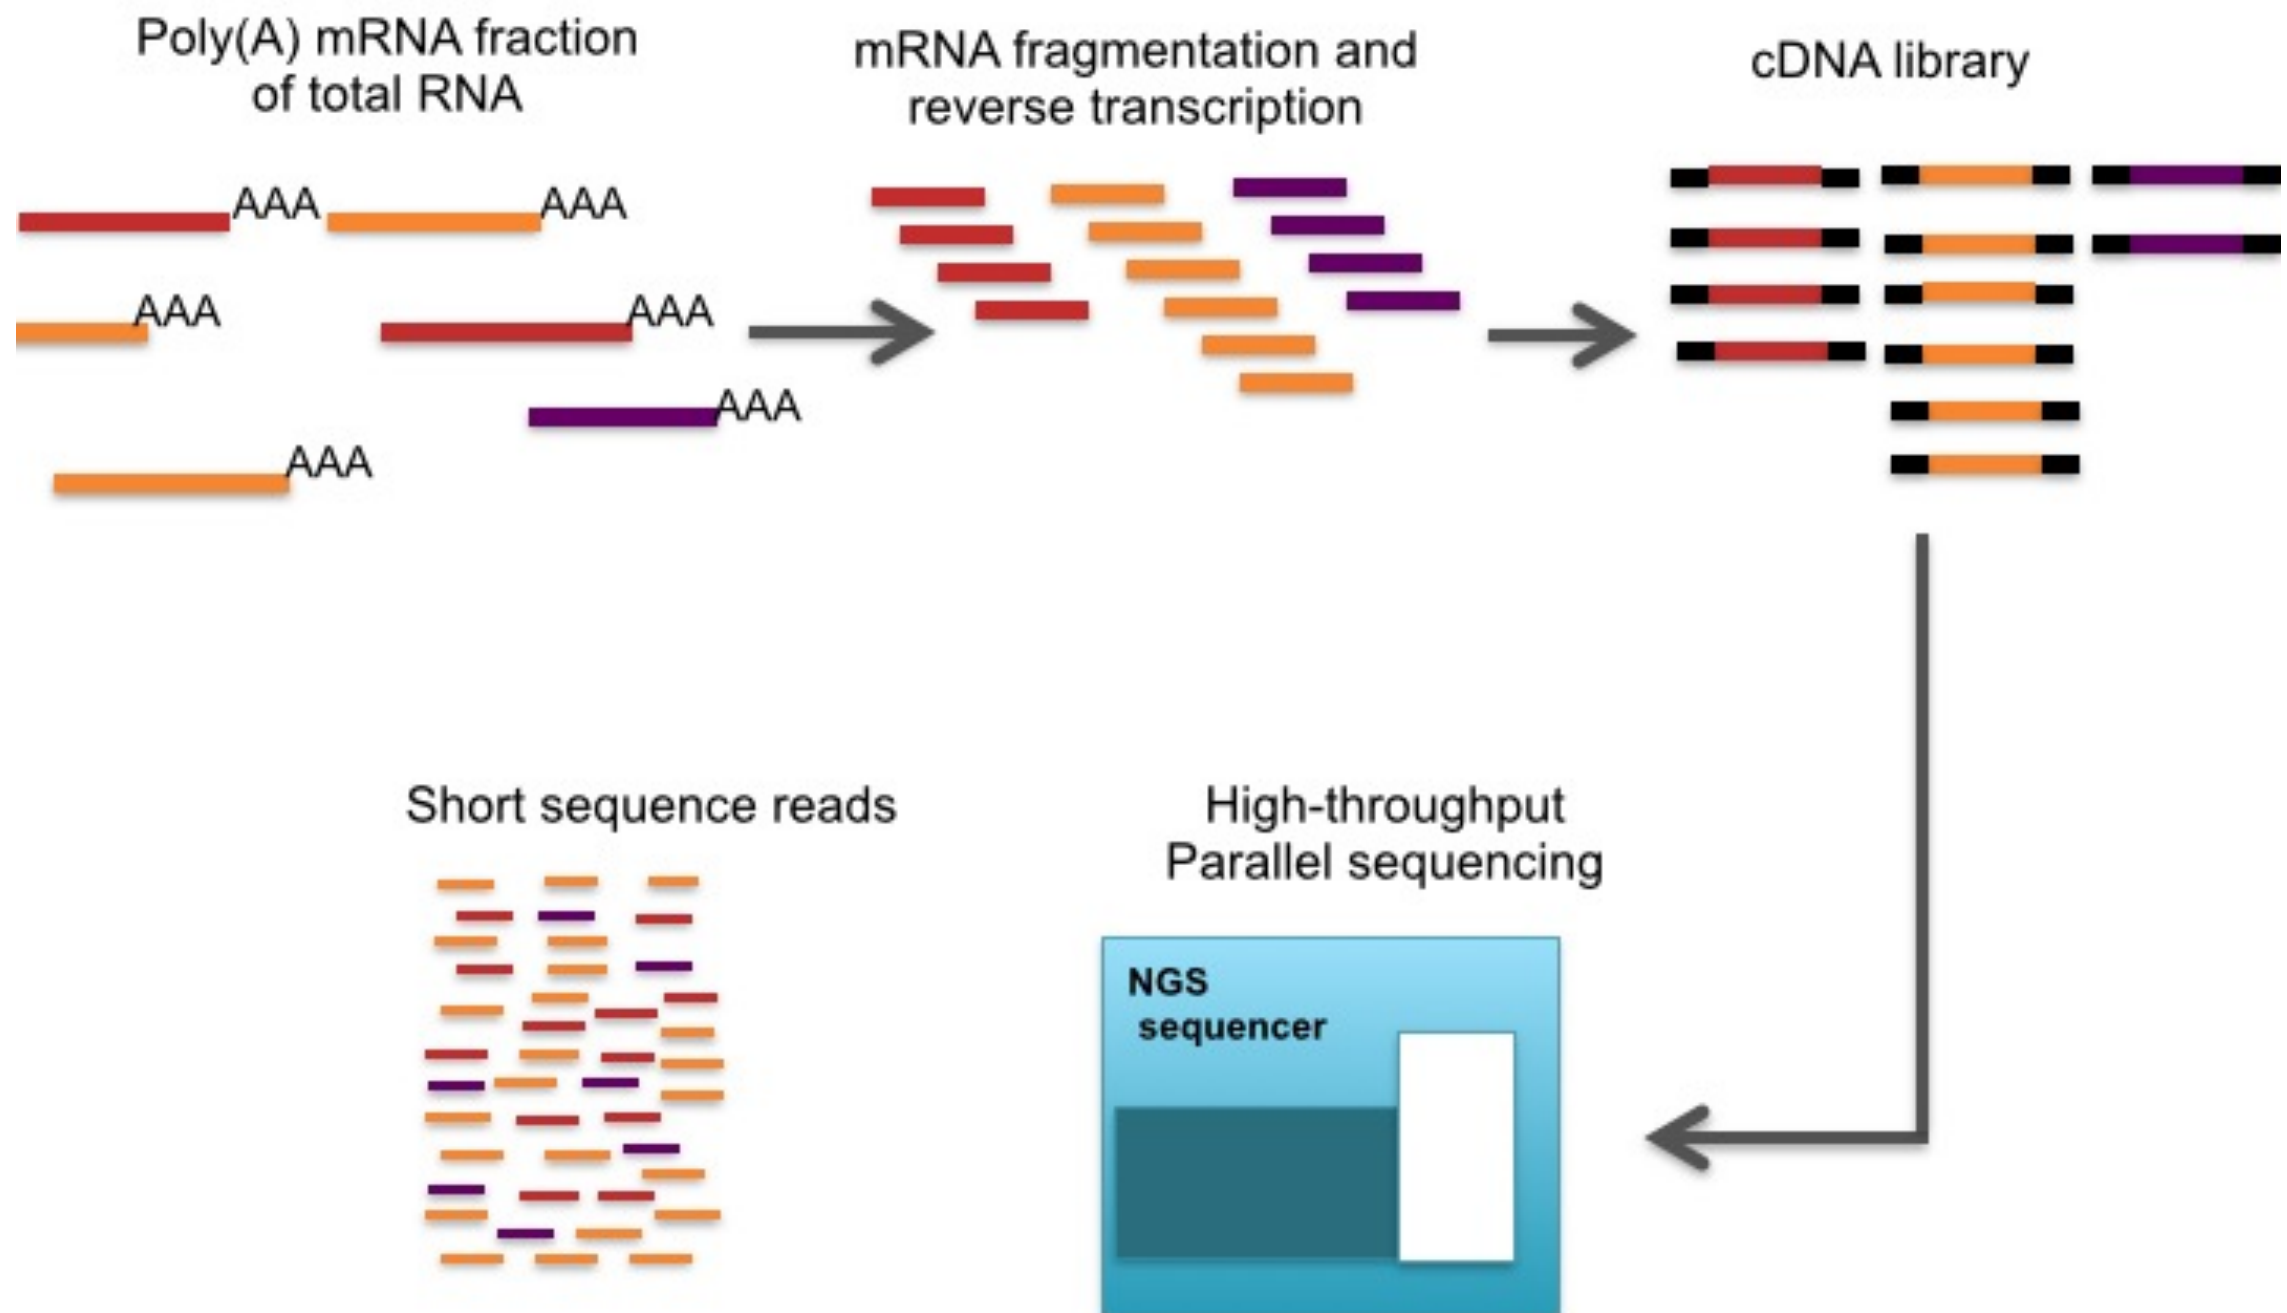 Poly(A) mRNA fraction
of total RNA
mRNA fragmentation and
reverse transcription
cDNA library
AAA
AAA
AAA
AAA
AAA
AAA
Short sequence reads
High-throughput
Parallel sequencing
NGS
sequencer